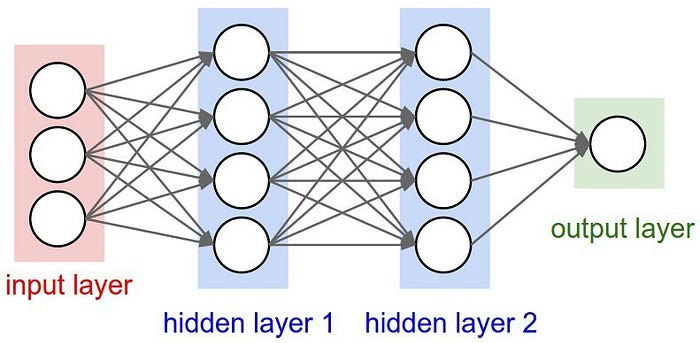 input layer
hidden layer 1
hidden layer 2
output layer